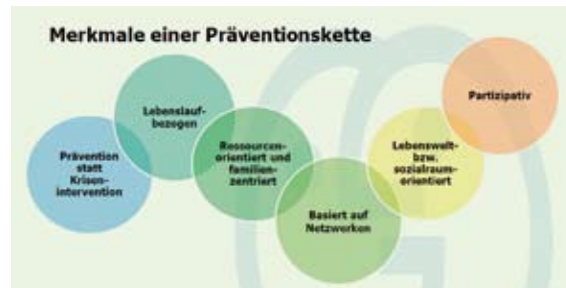 Merkmale einer Präventionskette
Prävention
statt
Krisen-
intervention
Lebenslauf-
bezogen
Ressourcen-
orientiert und
familien-
zentriert
Basiert auf
Netzwerken
Lebenswelt-
bzw.
sozialraum-
orientiert
Partizipativ